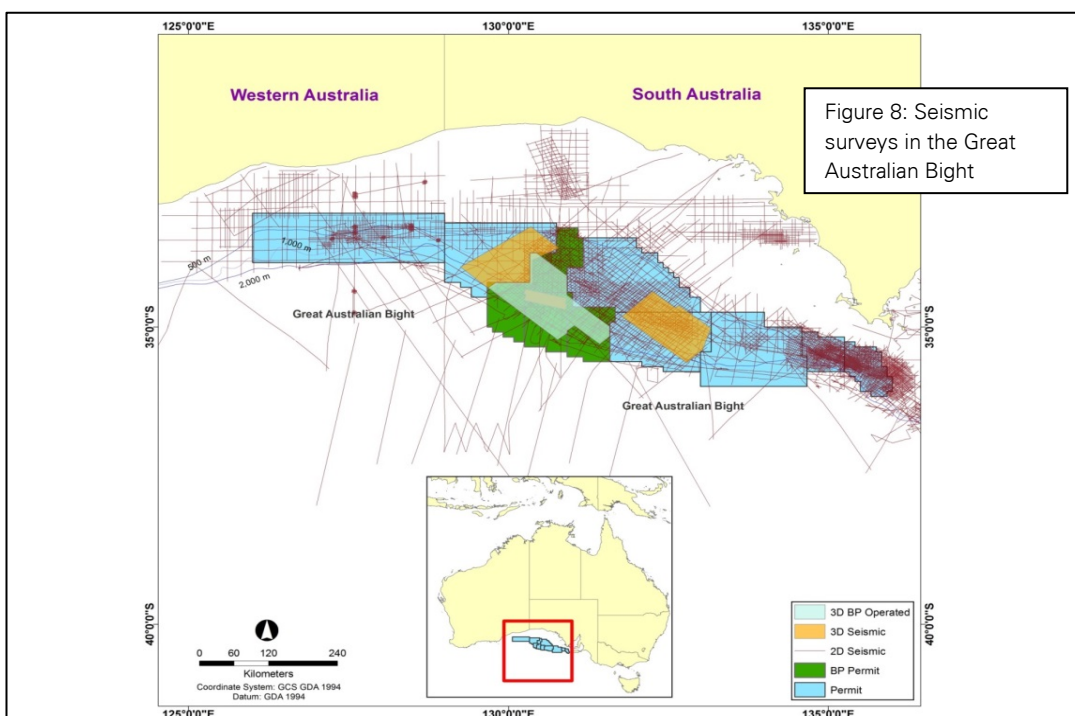 125°0'0"E 130°0'0"E 135°0'0"E
Western Australia
South Australia
Figure 8: Seismic
surveys in the Great
Australian Bight
1,000 m
500 m
2,000 m
Great Australian Bight
35°0'0"S
35°0'0"S
Great Australian Bight
40°0'0"S
40°0'0"S
0 60 120 240
Kilometers
Coordinate System: GCS GDA 1994
Datum: GDA 1994
3D BP Operated
3D Seismic
2D Seismic
BP Permit
Permit
125°0'0"E 130°0'0"E 135°0'0"E